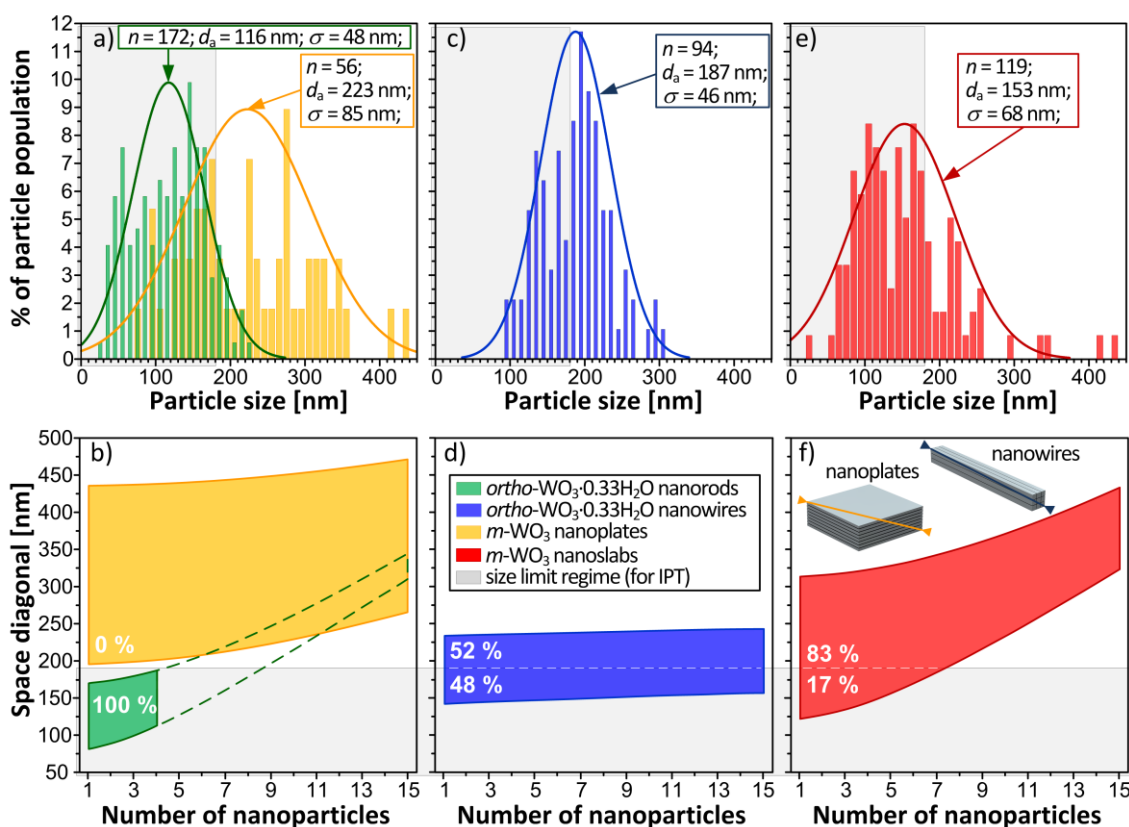 % of particle population
12
11
10
9
8
7
6
5
4
3
2
1
0
a)
n = 172; dₐ = 116 nm; σ = 48 nm;
n = 56;
dₐ = 223 nm;
σ = 85 nm;
0 100 200 300 400
Particle size [nm]
c)
n = 94;
dₐ = 187 nm;
σ = 46 nm;
0 100 200 300 400
Particle size [nm]
e)
n = 119;
dₐ = 153 nm;
σ = 68 nm;
0 100 200 300 400
Particle size [nm]
Space diagonal [nm]
500
450
400
350
300
250
200
150
100
50
b)
0 %
100 %
1 3 5 7 9 11 13 15
Number of nanoparticles
d)
ortho-WO₃·0.33H₂O nanorods
ortho-WO₃·0.33H₂O nanowires
m-WO₃ nanoplates
m-WO₃ nanoslabs
size limit regime (for IPT)
52 %
48 %
1 3 5 7 9 11 13 15
Number of nanoparticles
f)
nanoplates
nanowires
83 %
17 %
1 3 5 7 9 11 13 15
Number of nanoparticles